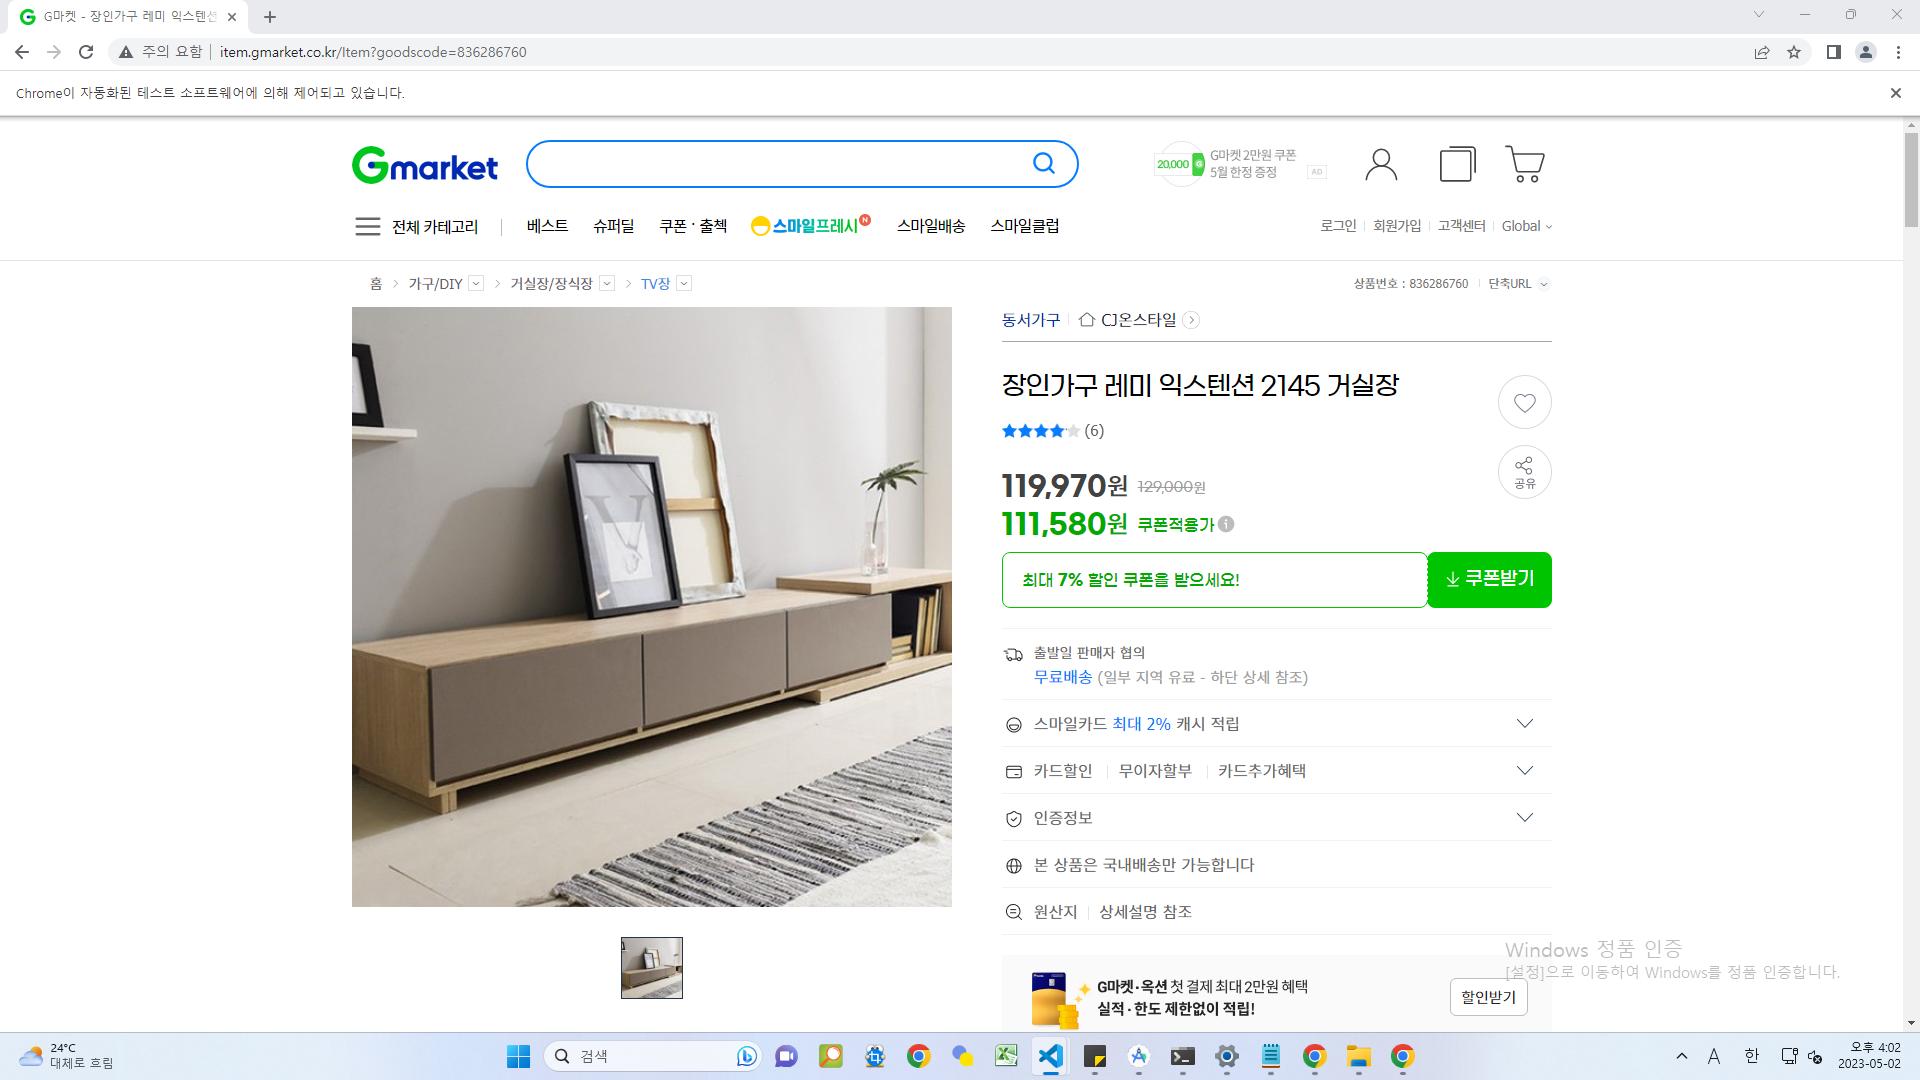 G마켓 - 장인가구 레미 익스텐션
주의 요함
item.gmarket.co.kr/Item?goodscode=836286760
Chrome이 자동화된 테스트 소프트웨어에 의해 제어되고 있습니다.
Gmarket
20,000
G마켓 2만원 쿠폰
5월 한정 증정
AD
전체 카테고리
베스트
슈퍼딜
쿠폰·출첵
스마일프레시
N
스마일배송
스마일클럽
로그인
회원가입
고객센터
Global
홈
가구/DIY
거실장/장식장
TV장
상품번호 : 836286760
단축URL
동서가구
CJ온스타일
장인가구 레미 익스텐션 2145 거실장
(6)
공유
119,970원 129,000원
111,580원 쿠폰적용가
최대 7% 할인 쿠폰을 받으세요!
쿠폰받기
출발일 판매자 협의
무료배송 (일부 지역 유료 - 하단 상세 참조)
스마일카드 최대 2% 캐시 적립
카드할인
무이자할부
카드추가혜택
인증정보
본 상품은 국내배송만 가능합니다
원산지
상세설명 참조
Windows 정품 인증
[설정]으로 이동하여 Windows를 정품 인증합니다.
G마켓·옥션 첫 결제 최대 2만원 혜택
실적·한도 제한없이 적립!
할인받기
24°C
대체로 흐림
검색
A
한
오후 4:02
2023-05-02